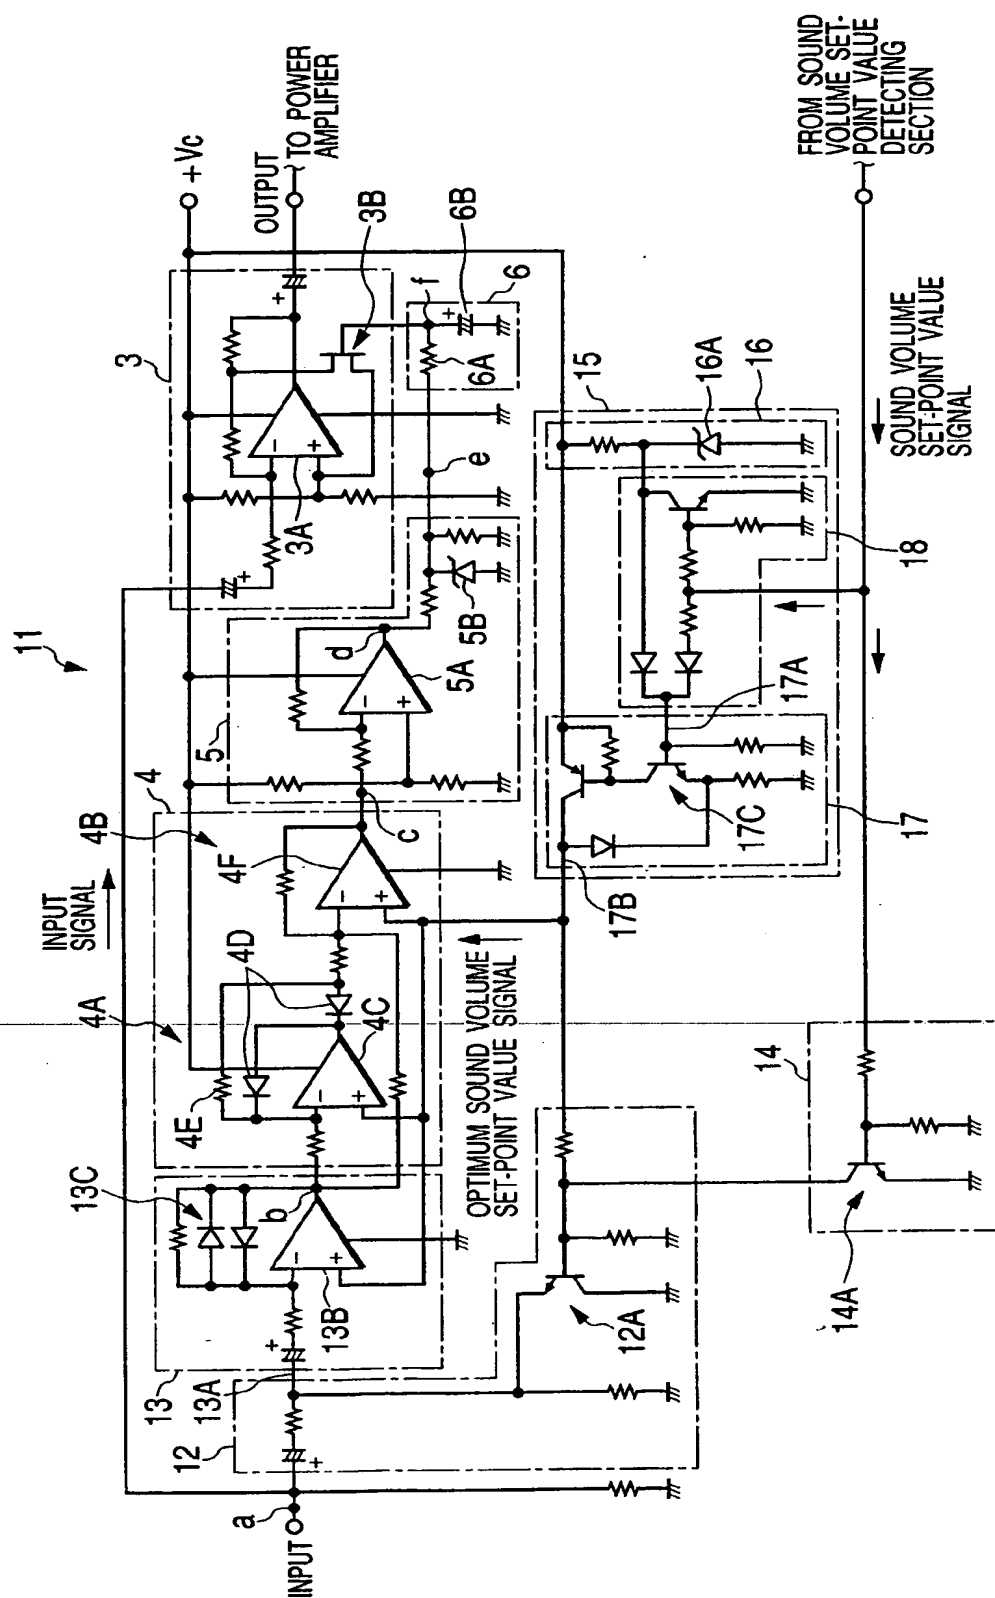 11
+Vc
OUTPUT
TO POWER
AMPLIFIER
INPUT
SIGNAL
3
3A
3B
4
4A
4B
4C
4D
4E
4F
5
5A
5B
6
6A
6B
a
b
c
d
e
f
INPUT
12
12A
13
13A
13B
13C
14
14A
15
16
16A
17
17A
17B
17C
18
OPTIMUM SOUND VOLUME
SET-POINT VALUE SIGNAL
SOUND VOLUME
SET-POINT VALUE
SIGNAL
FROM SOUND
VOLUME SET-
POINT VALUE
DETECTING
SECTION